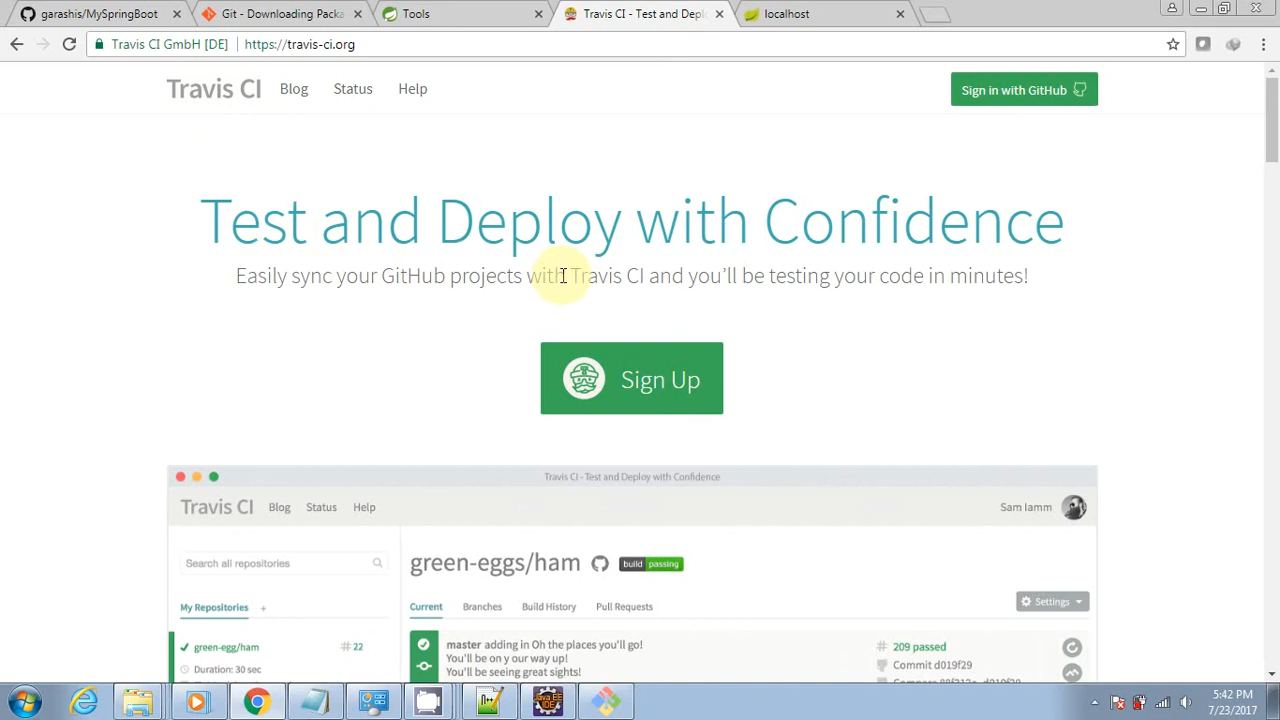 garashis/MySpringBoot
Git - Downloading Packa
Tools
Travis CI - Test and Depl
localhost
Travis CI GmbH [DE]
https://travis-ci.org
Travis CI
Blog
Status
Help
Sign in with GitHub
Test and Deploy with Confidence
Easily sync your GitHub projects with Travis CI and you'll be testing your code in minutes!
Sign Up
Travis CI - Test and Deploy with Confidence
Travis CI
Blog
Status
Help
Sam Iamm
Search all repositories
green-eggs/ham
build passing
My Repositories +
Current
Branches
Build History
Pull Requests
Settings
green-egg/ham
# 22
Duration: 30 sec
master adding in Oh the places you'll go!
You'll be on y our way up!
You'll be seeing great sights!
# 209 passed
Commit d019f29
JavaEE
IDE
5:42 PM
7/23/2017